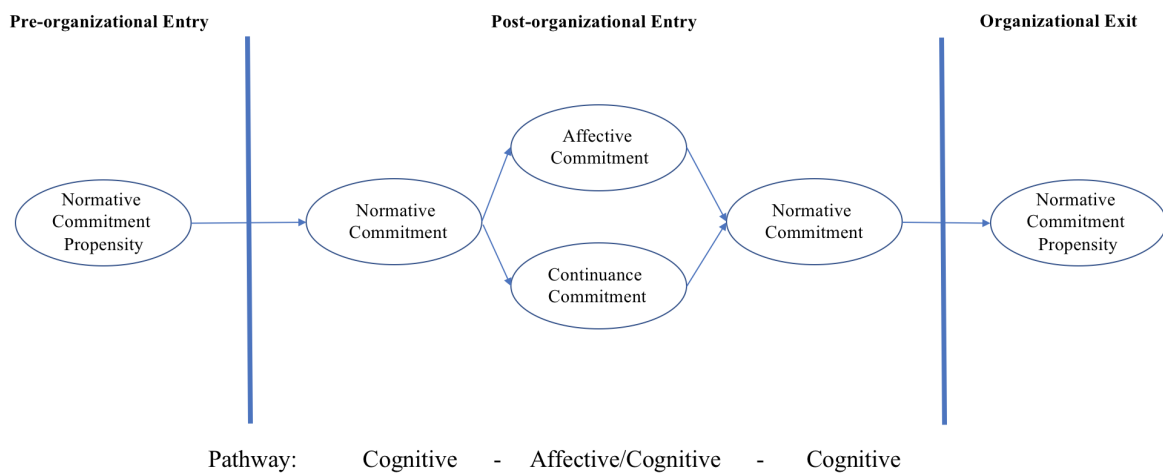 Pre-organizational Entry
Post-organizational Entry
Organizational Exit
Normative
Commitment
Propensity
Normative
Commitment
Affective
Commitment
Continuance
Commitment
Normative
Commitment
Normative
Commitment
Propensity
Pathway: Cognitive - Affective/Cognitive - Cognitive